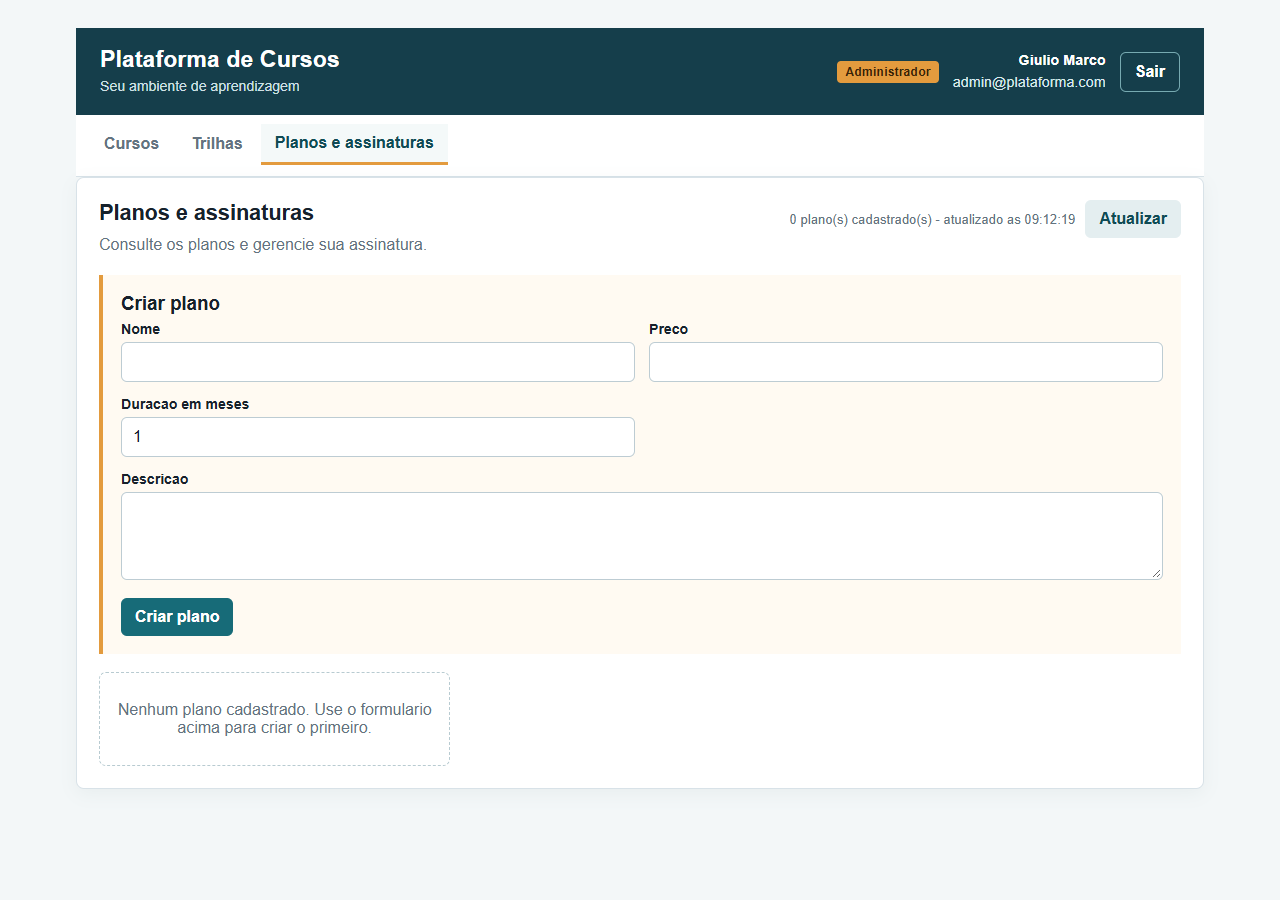 Plataforma de Cursos
Seu ambiente de aprendizagem
Administrador
Giulio Marco
admin@plataforma.com
Sair
Cursos
Trilhas
Planos e assinaturas
Planos e assinaturas
Consulte os planos e gerencie sua assinatura.
0 plano(s) cadastrado(s) - atualizado as 09:12:19
Atualizar
Criar plano
Nome
Preco
Duracao em meses
1
Descricao
Criar plano
Nenhum plano cadastrado. Use o formulario
acima para criar o primeiro.